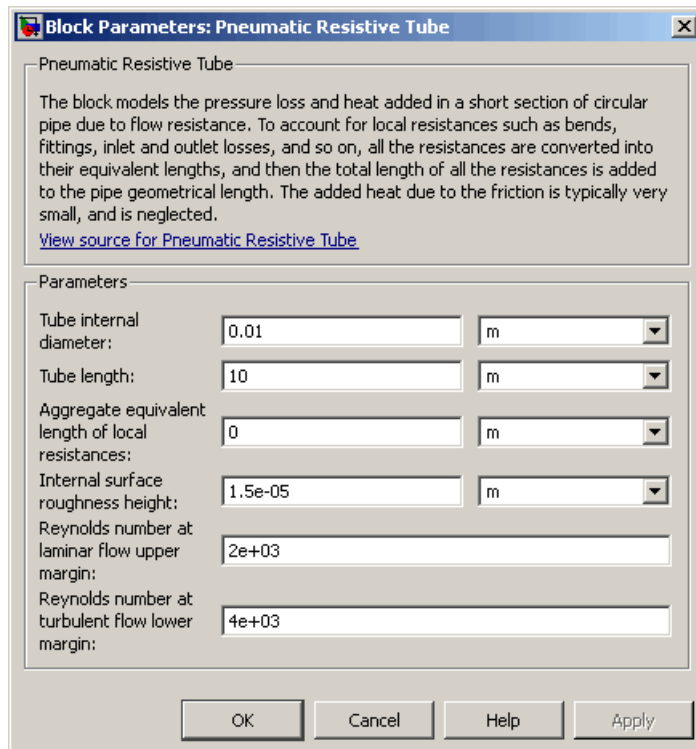 Block Parameters: Pneumatic Resistive Tube
Pneumatic Resistive Tube
The block models the pressure loss and heat added in a short section of circular
pipe due to flow resistance. To account for local resistances such as bends,
fittings, inlet and outlet losses, and so on, all the resistances are converted into
their equivalent lengths, and then the total length of all the resistances is added
to the pipe geometrical length. The added heat due to the friction is typically very
small, and is neglected.
View source for Pneumatic Resistive Tube
Parameters
Tube internal
diameter:
0.01 m
Tube length: 10 m
Aggregate equivalent
length of local
resistances:
0 m
Internal surface
roughness height:
1.5e-05 m
Reynolds number at
laminar flow upper
margin:
2e+03
Reynolds number at
turbulent flow lower
margin:
4e+03
OK Cancel Help Apply